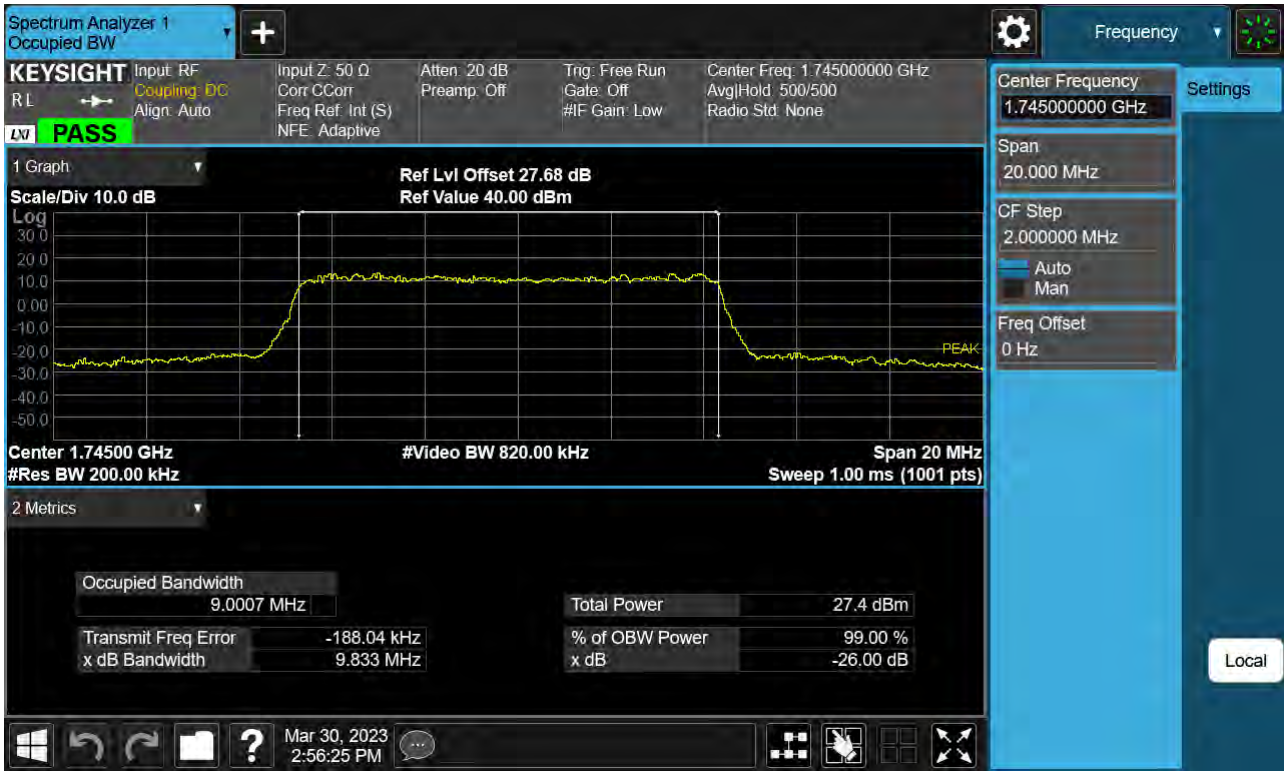 Spectrum Analyzer 1
Occupied BW
Frequency
KEYSIGHT
RL
LXI
PASS
Input: RF
Coupling: DC
Align: Auto
Input Z: 50 Ω
Corr CCorr
Freq Ref: Int (S)
NFE: Adaptive
Atten: 20 dB
Preamp: Off
Trig: Free Run
Gate: Off
#IF Gain: Low
Center Freq: 1.745000000 GHz
Avg|Hold: 500/500
Radio Std: None
Center Frequency
1.745000000 GHz
Settings
Span
20.000 MHz
CF Step
2.000000 MHz
Auto
Man
Freq Offset
0 Hz
Local
1 Graph
Scale/Div 10.0 dB
Ref Lvl Offset 27.68 dB
Ref Value 40.00 dBm
Log
30.0
20.0
10.0
0.00
-10.0
-20.0
-30.0
-40.0
-50.0
PEAK
Center 1.74500 GHz
#Video BW 820.00 kHz
Span 20 MHz
#Res BW 200.00 kHz
Sweep 1.00 ms (1001 pts)
2 Metrics
Occupied Bandwidth
9.0007 MHz
Total Power 27.4 dBm
Transmit Freq Error -188.04 kHz
% of OBW Power 99.00 %
x dB Bandwidth 9.833 MHz
x dB -26.00 dB
?
Mar 30, 2023
2:56:25 PM